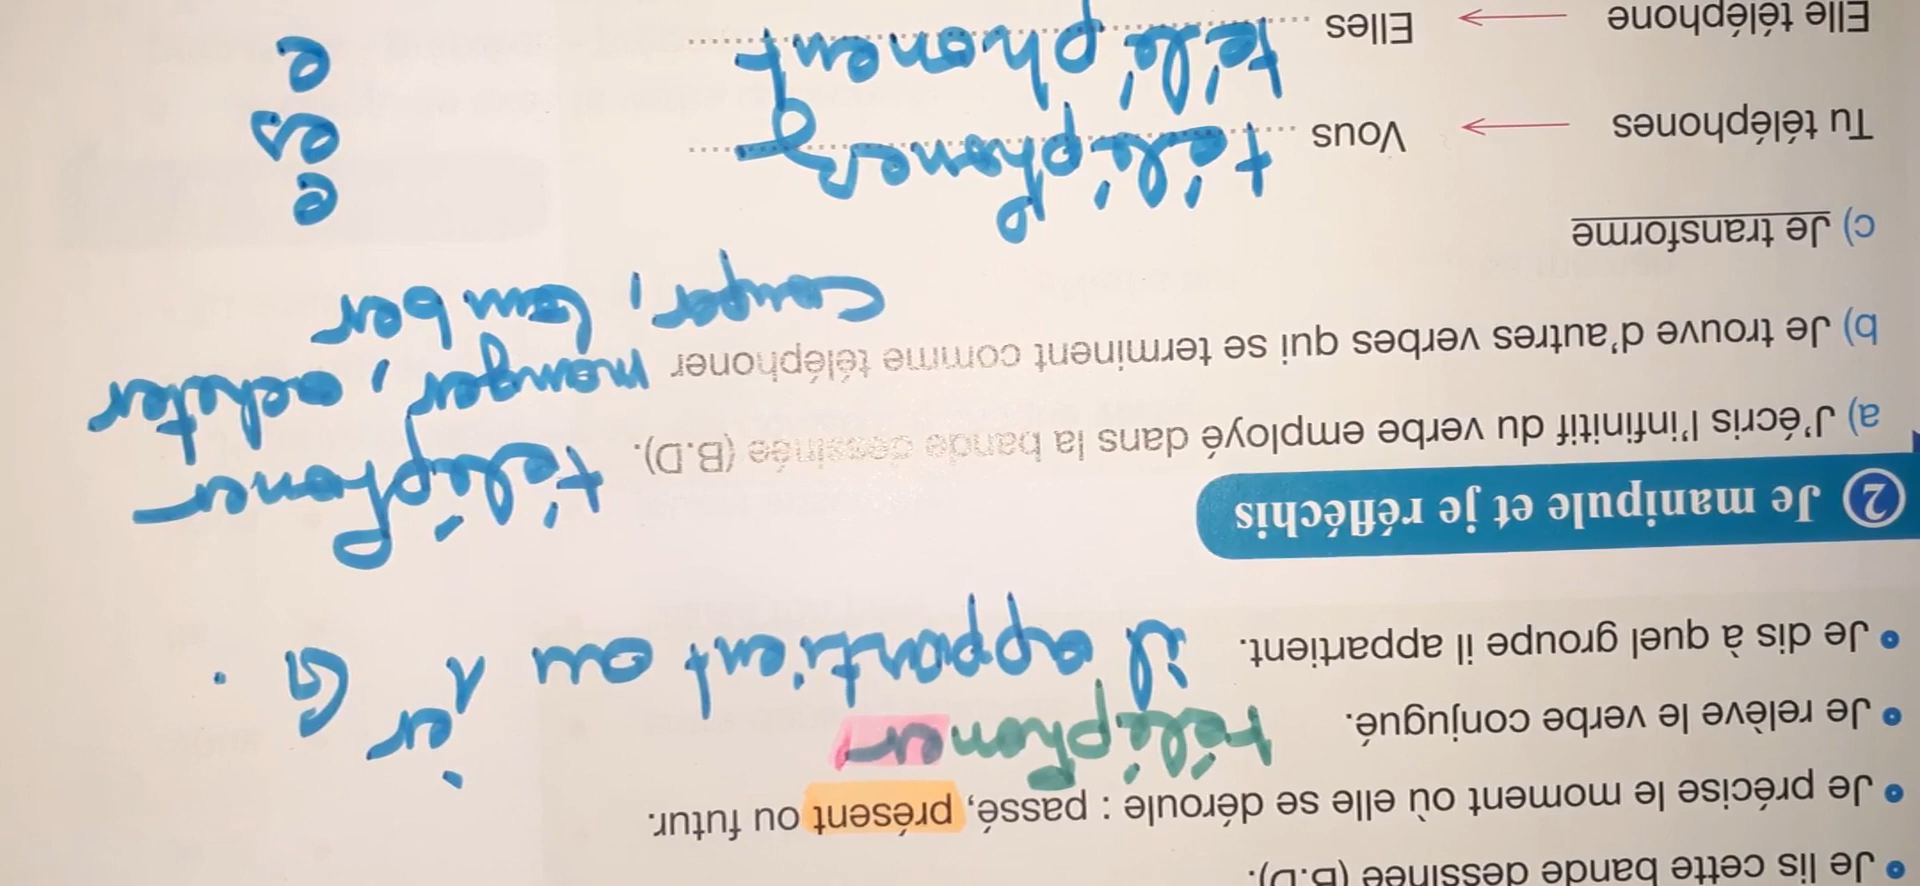 • Je lis cette bande dessinée (B.D).
• Je précise le moment où elle se déroule : passé, présent ou futur.
• Je relève le verbe conjugué. téléphoner
• Je dis à quel groupe il appartient. il appartient au 1 er G.
2 Je manipule et je réfléchis
a) J'écris l'infinitif du verbe employé dans la bande dessinée (B.D). téléphoner
b) Je trouve d'autres verbes qui se terminent comme téléphoner manger, acheter
camper, tomber
c) Je transforme
e
Tu téléphones → Vous téléphonez
es
Elle téléphone → Elles téléphonent
e